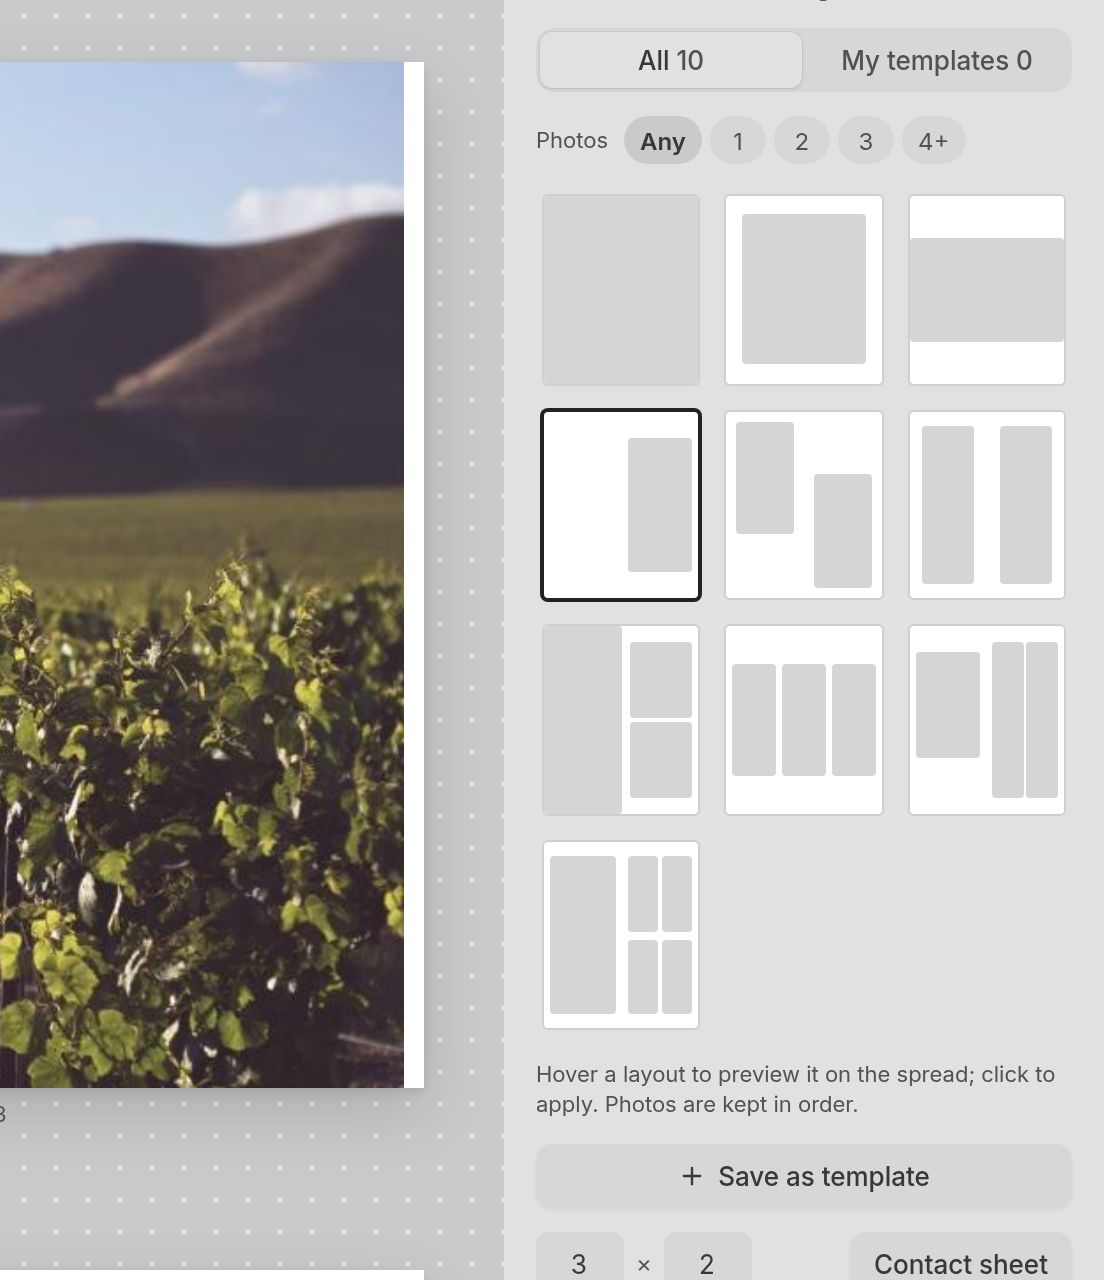 All 10
My templates 0
Photos Any 1 2 3 4+
Hover a layout to preview it on the spread; click to
apply. Photos are kept in order.
+ Save as template
3 × 2 Contact sheet